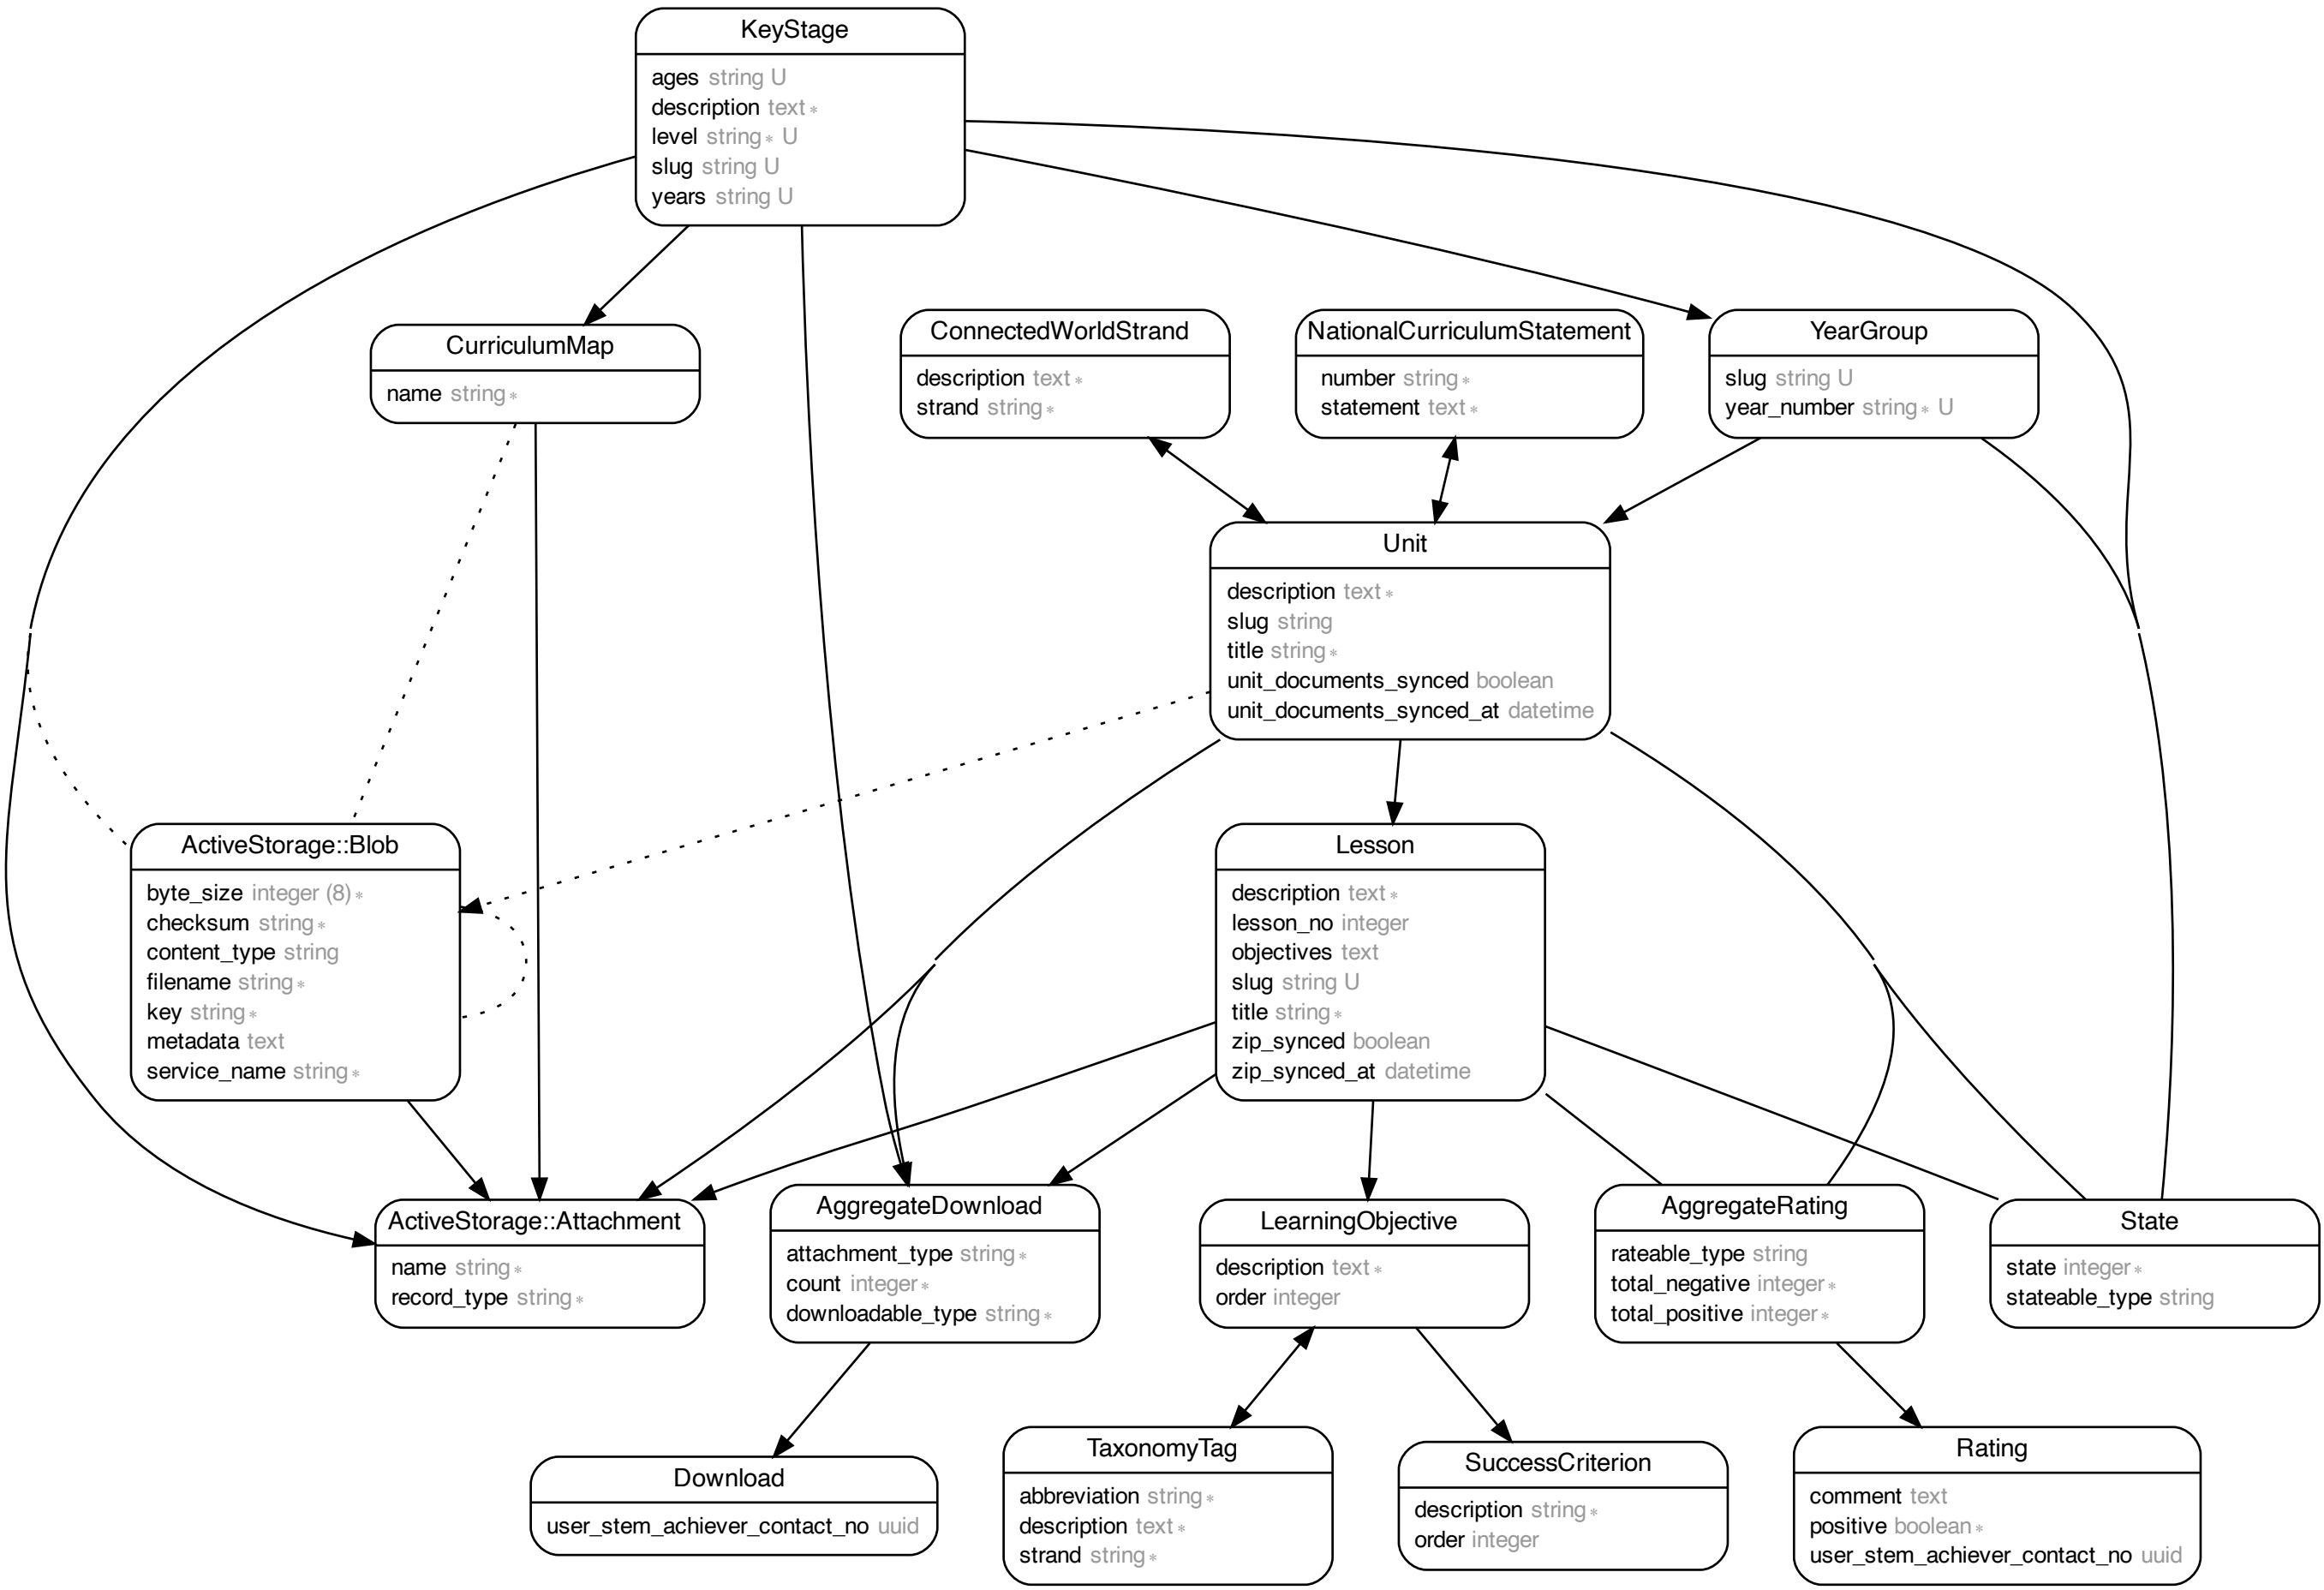 KeyStage
ages string U
description text ∗
level string ∗ U
slug string U
years string U
CurriculumMap
name string ∗
ConnectedWorldStrand
description text ∗
strand string ∗
NationalCurriculumStatement
number string ∗
statement text ∗
YearGroup
slug string U
year_number string ∗ U
Unit
description text ∗
slug string
title string ∗
unit_documents_synced boolean
unit_documents_synced_at datetime
ActiveStorage::Blob
byte_size integer (8) ∗
checksum string ∗
content_type string
filename string ∗
key string ∗
metadata text
service_name string ∗
Lesson
description text ∗
lesson_no integer
objectives text
slug string U
title string ∗
zip_synced boolean
zip_synced_at datetime
ActiveStorage::Attachment
name string ∗
record_type string ∗
AggregateDownload
attachment_type string ∗
count integer ∗
downloadable_type string ∗
LearningObjective
description text ∗
order integer
AggregateRating
rateable_type string
total_negative integer ∗
total_positive integer ∗
State
state integer ∗
stateable_type string
Download
user_stem_achiever_contact_no uuid
TaxonomyTag
abbreviation string ∗
description text ∗
strand string ∗
SuccessCriterion
description string ∗
order integer
Rating
comment text
positive boolean ∗
user_stem_achiever_contact_no uuid